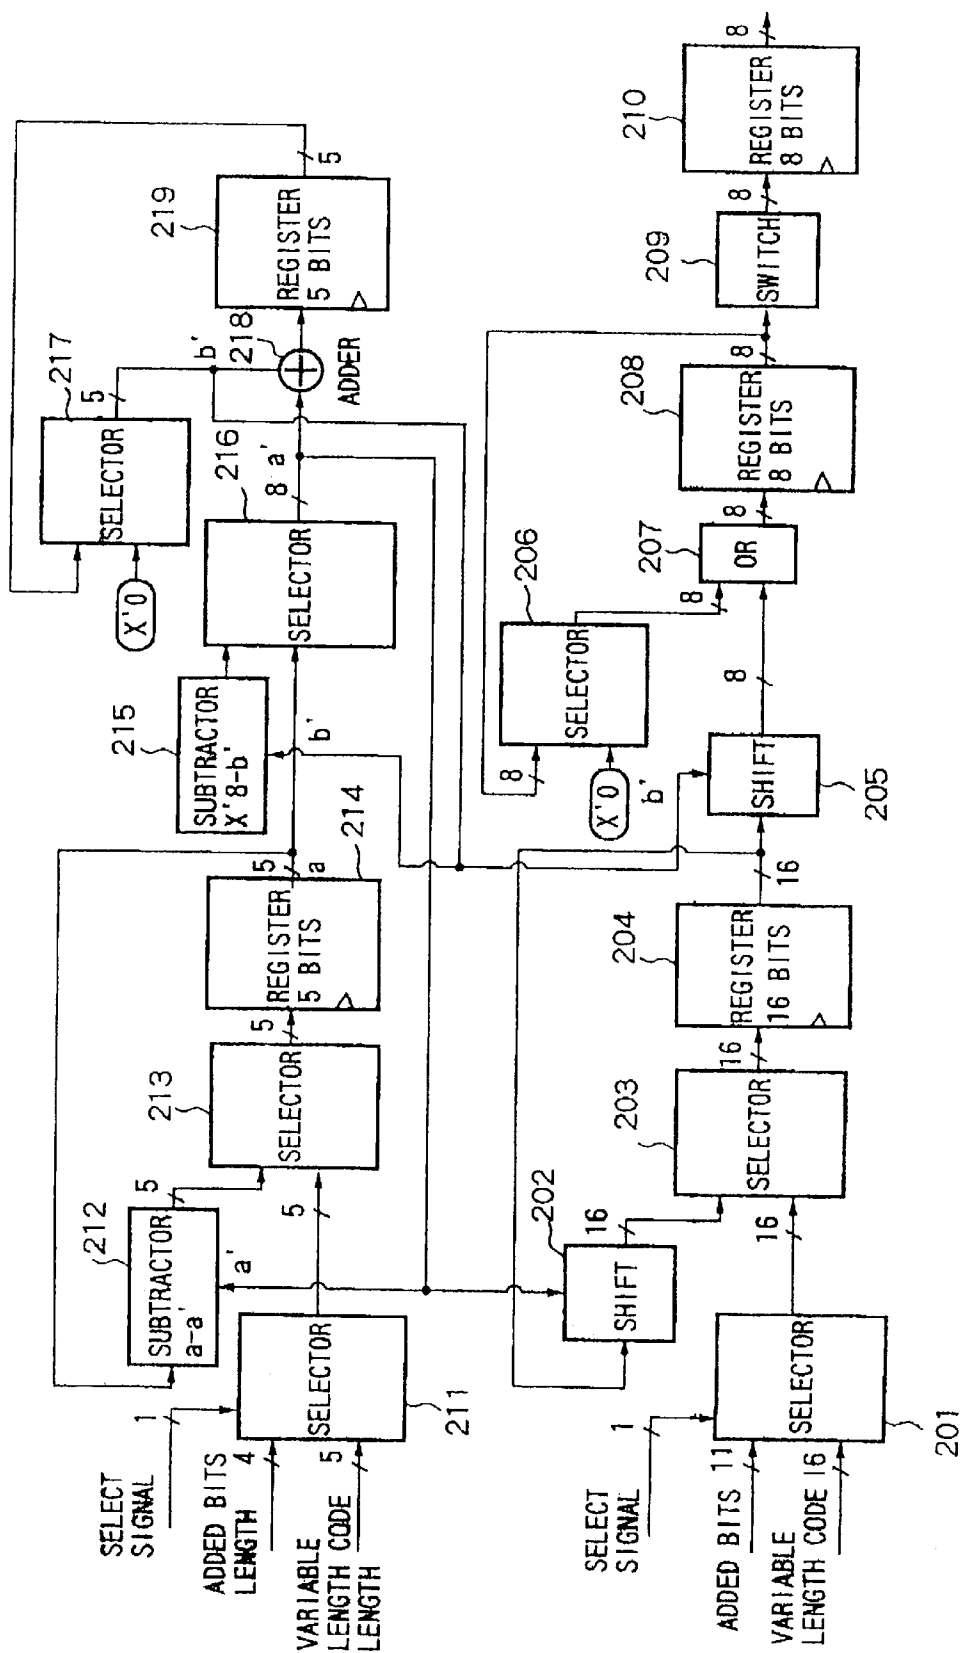 SELECT
SIGNAL
1
ADDED BITS
LENGTH
4
VARIABLE
LENGTH CODE
LENGTH
5
SELECTOR
211
SUBTRACTOR
a-a'
212
a'
5
5
SELECTOR
213
5
REGISTER
5 BITS
214
5
a
SUBTRACTOR
X'8-b'
215
b'
SELECTOR
216
8
a'
X'0
SELECTOR
217
5
b'
218
ADDER
REGISTER
5 BITS
219
5
SELECT
SIGNAL
1
ADDED BITS
11
VARIABLE
LENGTH CODE
16
SELECTOR
201
16
SHIFT
202
16
SELECTOR
203
16
REGISTER
16 BITS
204
16
SHIFT
205
b'
8
X'0
8
SELECTOR
206
8
OR
207
8
REGISTER
8 BITS
208
8
SWITCH
209
8
REGISTER
8 BITS
210
8